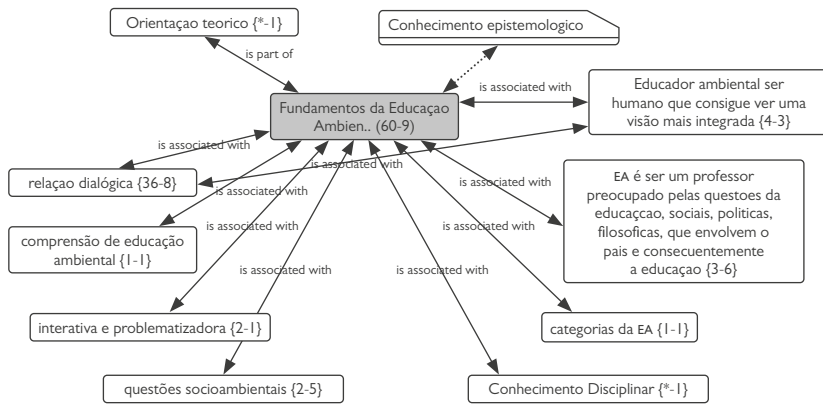 Orientaçao teorico {*-1}
Conhecimento epistemologico
is part of
is associated with
Educador ambiental ser
humano que consigue ver uma
visão mais integrada {4-3}
Fundamentos da Educaçao
Ambien.. (60-9)
is associated with
is associated with
relaçao dialógica {36-8}
is associated with
is associated with
EA é ser um professor
preocupado pelas questoes da
educaçcao, sociais, politicas,
filosoficas, que envolvem o
pais e consecuentemente
a educaçao {3-6}
is associated with
is associated with
comprensão de educação
ambiental {1-1}
is associated with
is associated with
interativa e problematizadora {2-1}
categorias da EA {1-1}
questões socioambientais {2-5}
Conhecimento Disciplinar {*-1}